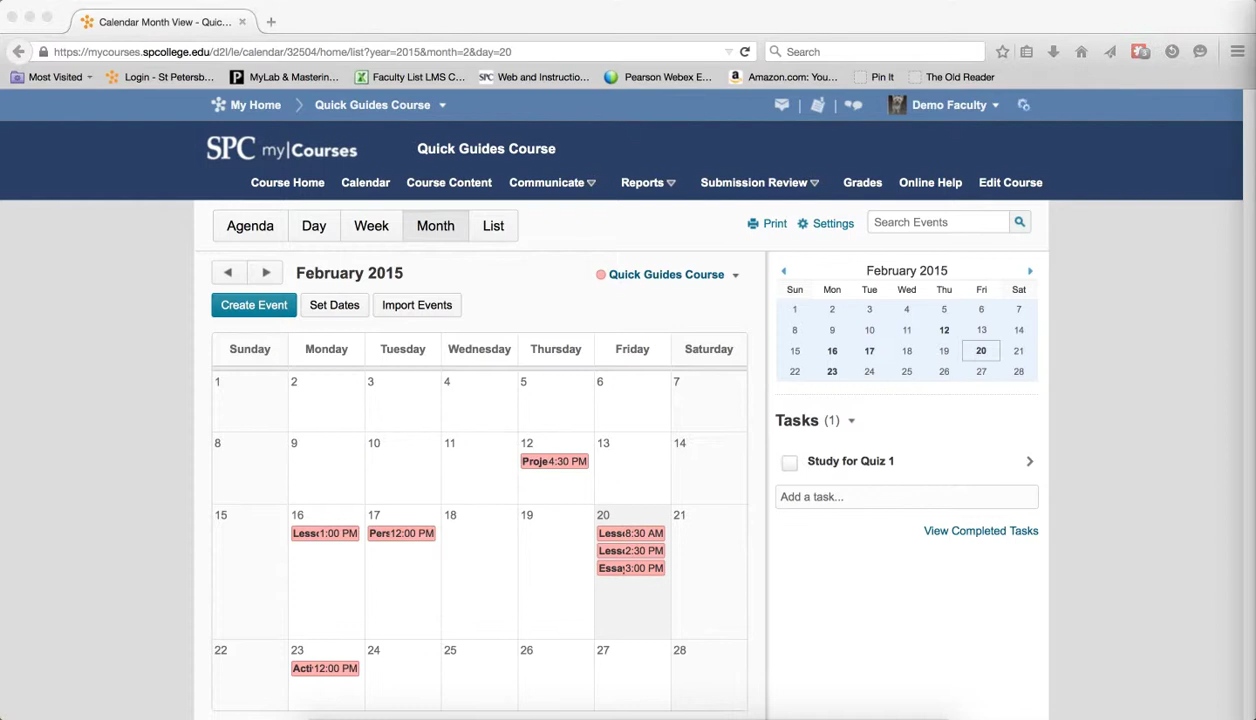 Calendar Month View - Quic...
https://mycourses.spcollege.edu/d2l/le/calendar/32504/home/list?year=2015&month=2&day=20
Search
Most Visited
Login - St Petersb...
MyLab & Mastering...
Faculty List LMS C...
SPC Web and Instructio...
Pearson Webex E...
Amazon.com: You...
Pin It
The Old Reader
My Home
Quick Guides Course
Demo Faculty
SPC my|Courses
Quick Guides Course
Course Home Calendar Course Content Communicate Reports Submission Review Grades Online Help Edit Course
Agenda Day Week Month List
Print
Settings
Search Events
February 2015
Quick Guides Course
Create Event Set Dates Import Events
Sunday Monday Tuesday Wednesday Thursday Friday Saturday
1 2 3 4 5 6 7
8 9 10 11 12 13 14
Proje 4:30 PM
15 16 17 18 19 20 21
Less 1:00 PM
Pers 12:00 PM
Less 8:30 AM
Less 2:30 PM
Essay 3:00 PM
22 23 24 25 26 27 28
Acti 12:00 PM
February 2015
Sun Mon Tue Wed Thu Fri Sat
1 2 3 4 5 6 7
8 9 10 11 12 13 14
15 16 17 18 19 20 21
22 23 24 25 26 27 28
Tasks (1)
Study for Quiz 1
Add a task...
View Completed Tasks